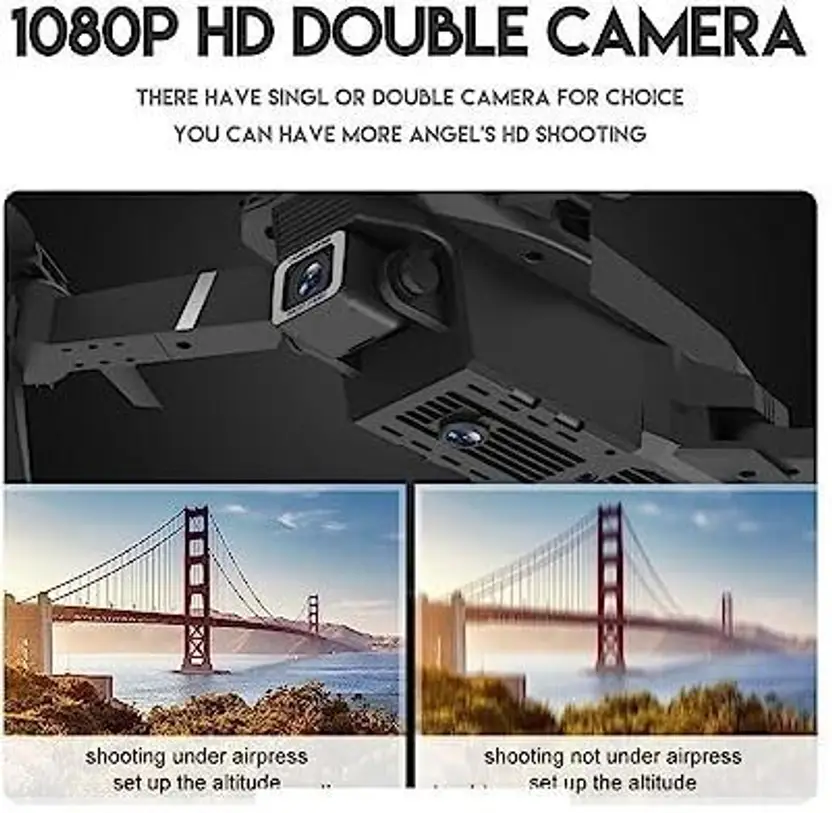 1080P HD DOUBLE CAMERA
THERE HAVE SINGL OR DOUBLE CAMERA FOR CHOICE
YOU CAN HAVE MORE ANGEL'S HD SHOOTING
shooting under airpress
set up the altitude
shooting not under airpress
set up the altitude